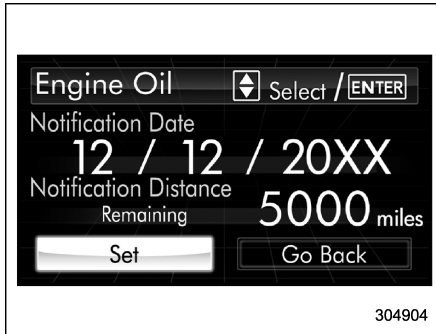 Engine Oil Select / ENTER
Notification Date
12 / 12 / 20XX
Notification Distance
Remaining 5000 miles
Set Go Back
304904